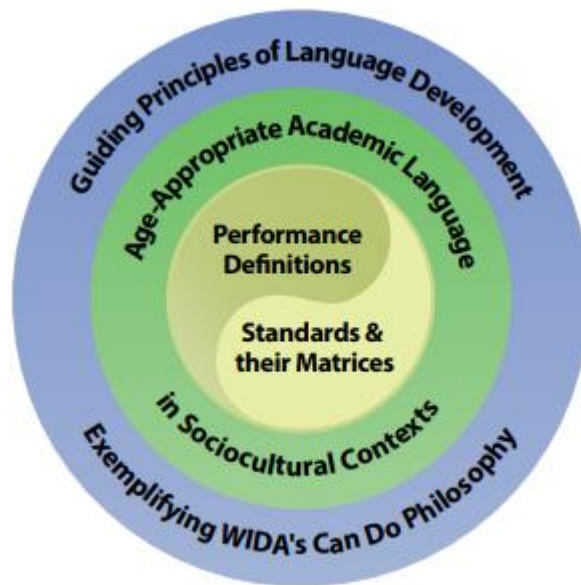 Guiding Principles of Language Development
Age-Appropriate Academic Language
Performance
Definitions
Standards &
their Matrices
in Sociocultural Contexts
Exemplifying WIDA's Can Do Philosophy